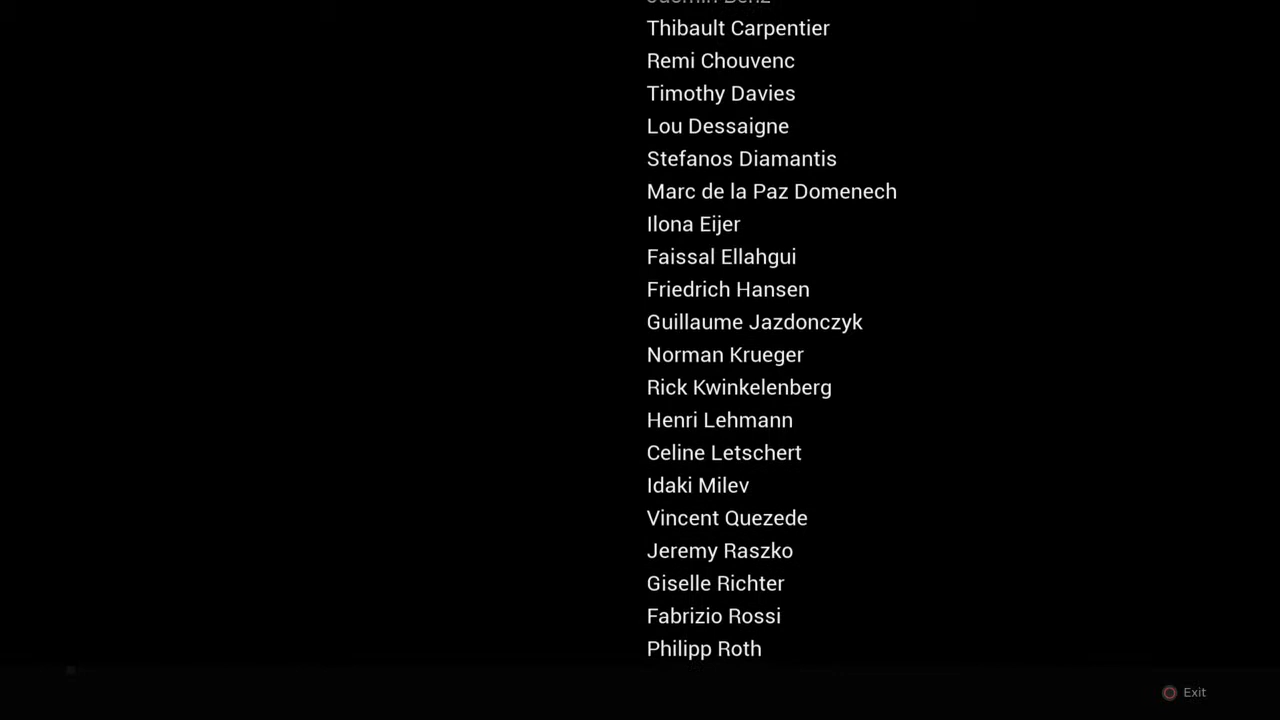 Thibault Carpentier
Remi Chouvenc
Timothy Davies
Lou Dessaigne
Stefanos Diamantis
Marc de la Paz Domenech
Ilona Eijer
Faissal Ellahgui
Friedrich Hansen
Guillaume Jazdonczyk
Norman Krueger
Rick Kwinkelenberg
Henri Lehmann
Celine Letschert
Idaki Milev
Vincent Quezede
Jeremy Raszko
Giselle Richter
Fabrizio Rossi
Philipp Roth
Exit